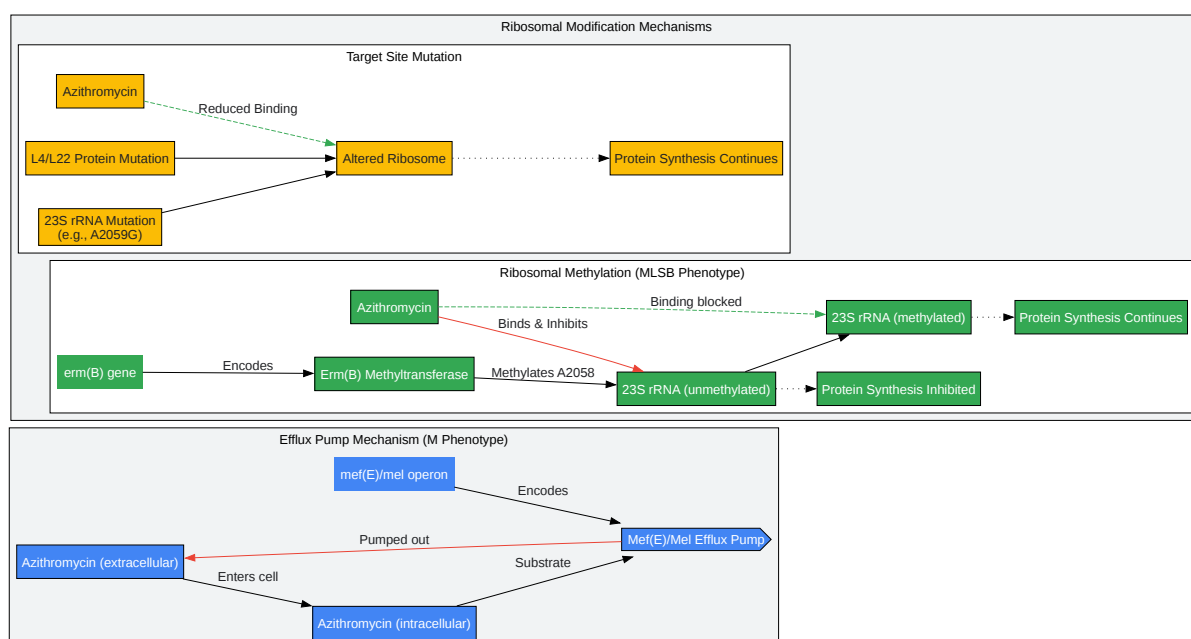 Ribosomal Modification Mechanisms
Target Site Mutation
Azithromycin
Reduced Binding
L4/L22 Protein Mutation
Altered Ribosome
Protein Synthesis Continues
23S rRNA Mutation
(e.g., A2059G)
Ribosomal Methylation (MLSB Phenotype)
Azithromycin
Binding blocked
23S rRNA (methylated)
Protein Synthesis Continues
Binds & Inhibits
erm(B) gene
Encodes
Erm(B) Methyltransferase
Methylates A2058
23S rRNA (unmethylated)
Protein Synthesis Inhibited
Efflux Pump Mechanism (M Phenotype)
mef(E)/mel operon
Encodes
Mef(E)/Mel Efflux Pump
Pumped out
Azithromycin (extracellular)
Substrate
Enters cell
Azithromycin (intracellular)